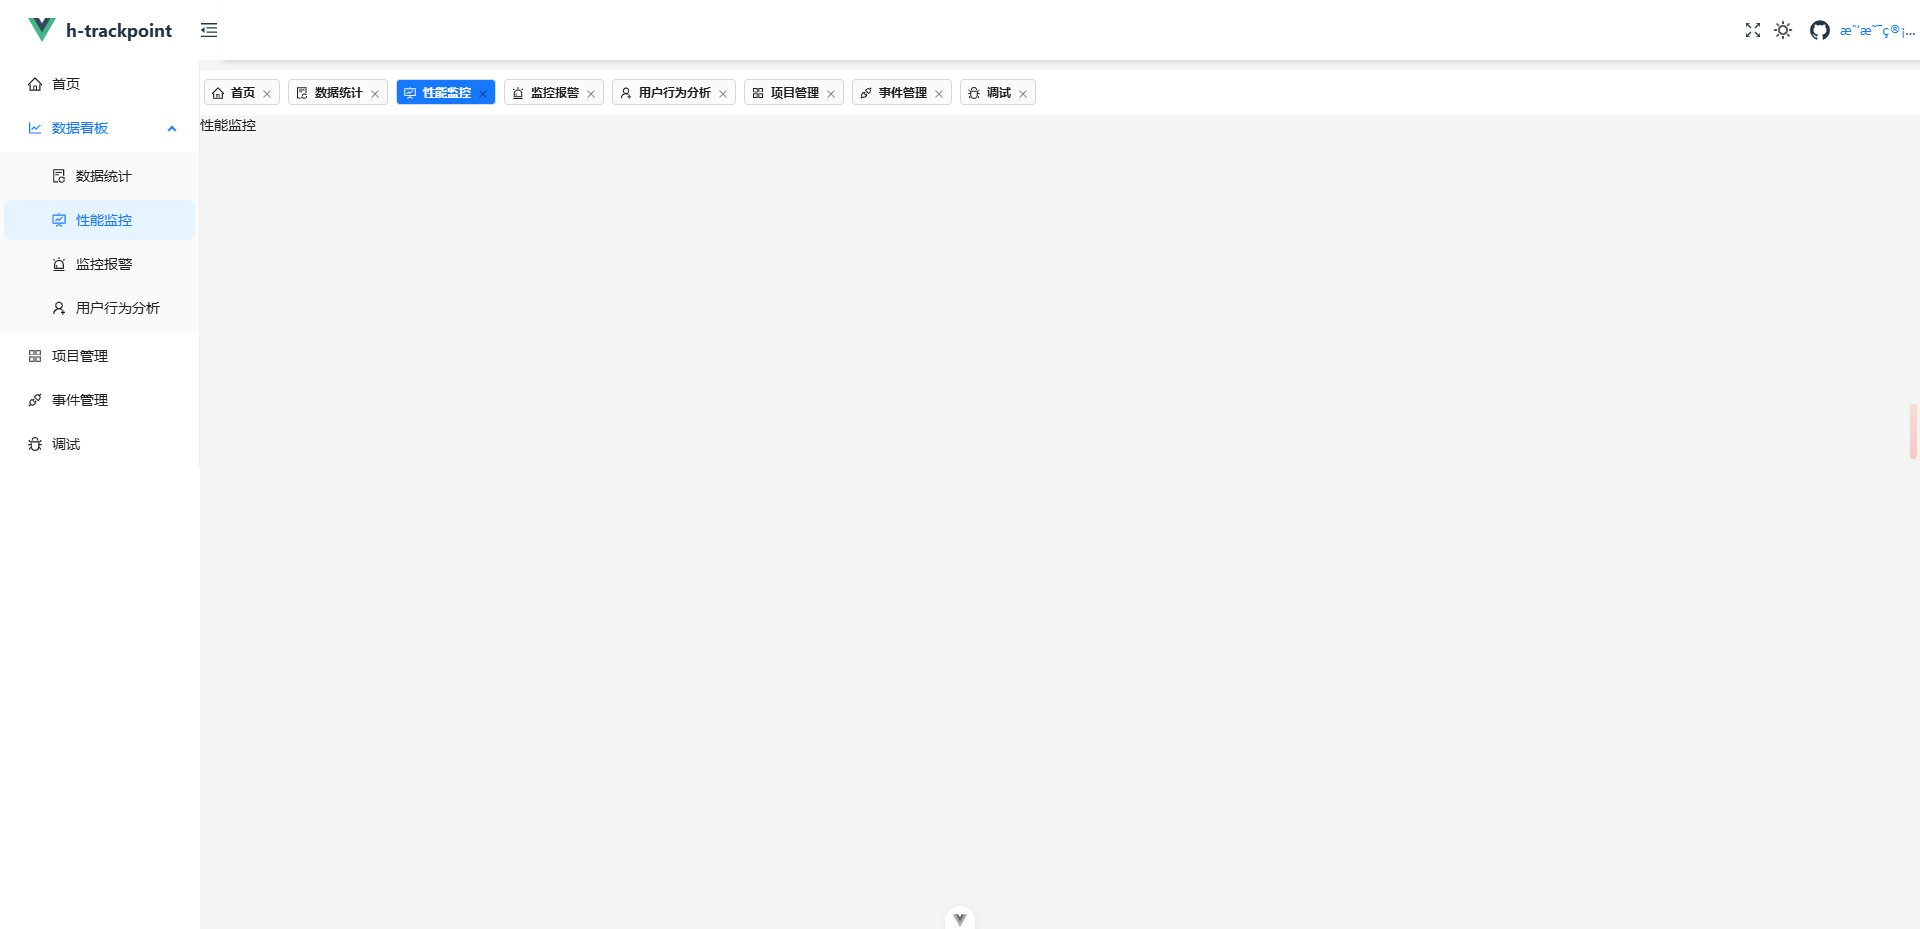 h-trackpoint
æˆ‘æ˜¯ç®¡...
首页
数据看板
数据统计
性能监控
监控报警
用户行为分析
项目管理
事件管理
调试
首页
数据统计
性能监控
监控报警
用户行为分析
项目管理
事件管理
调试
性能监控